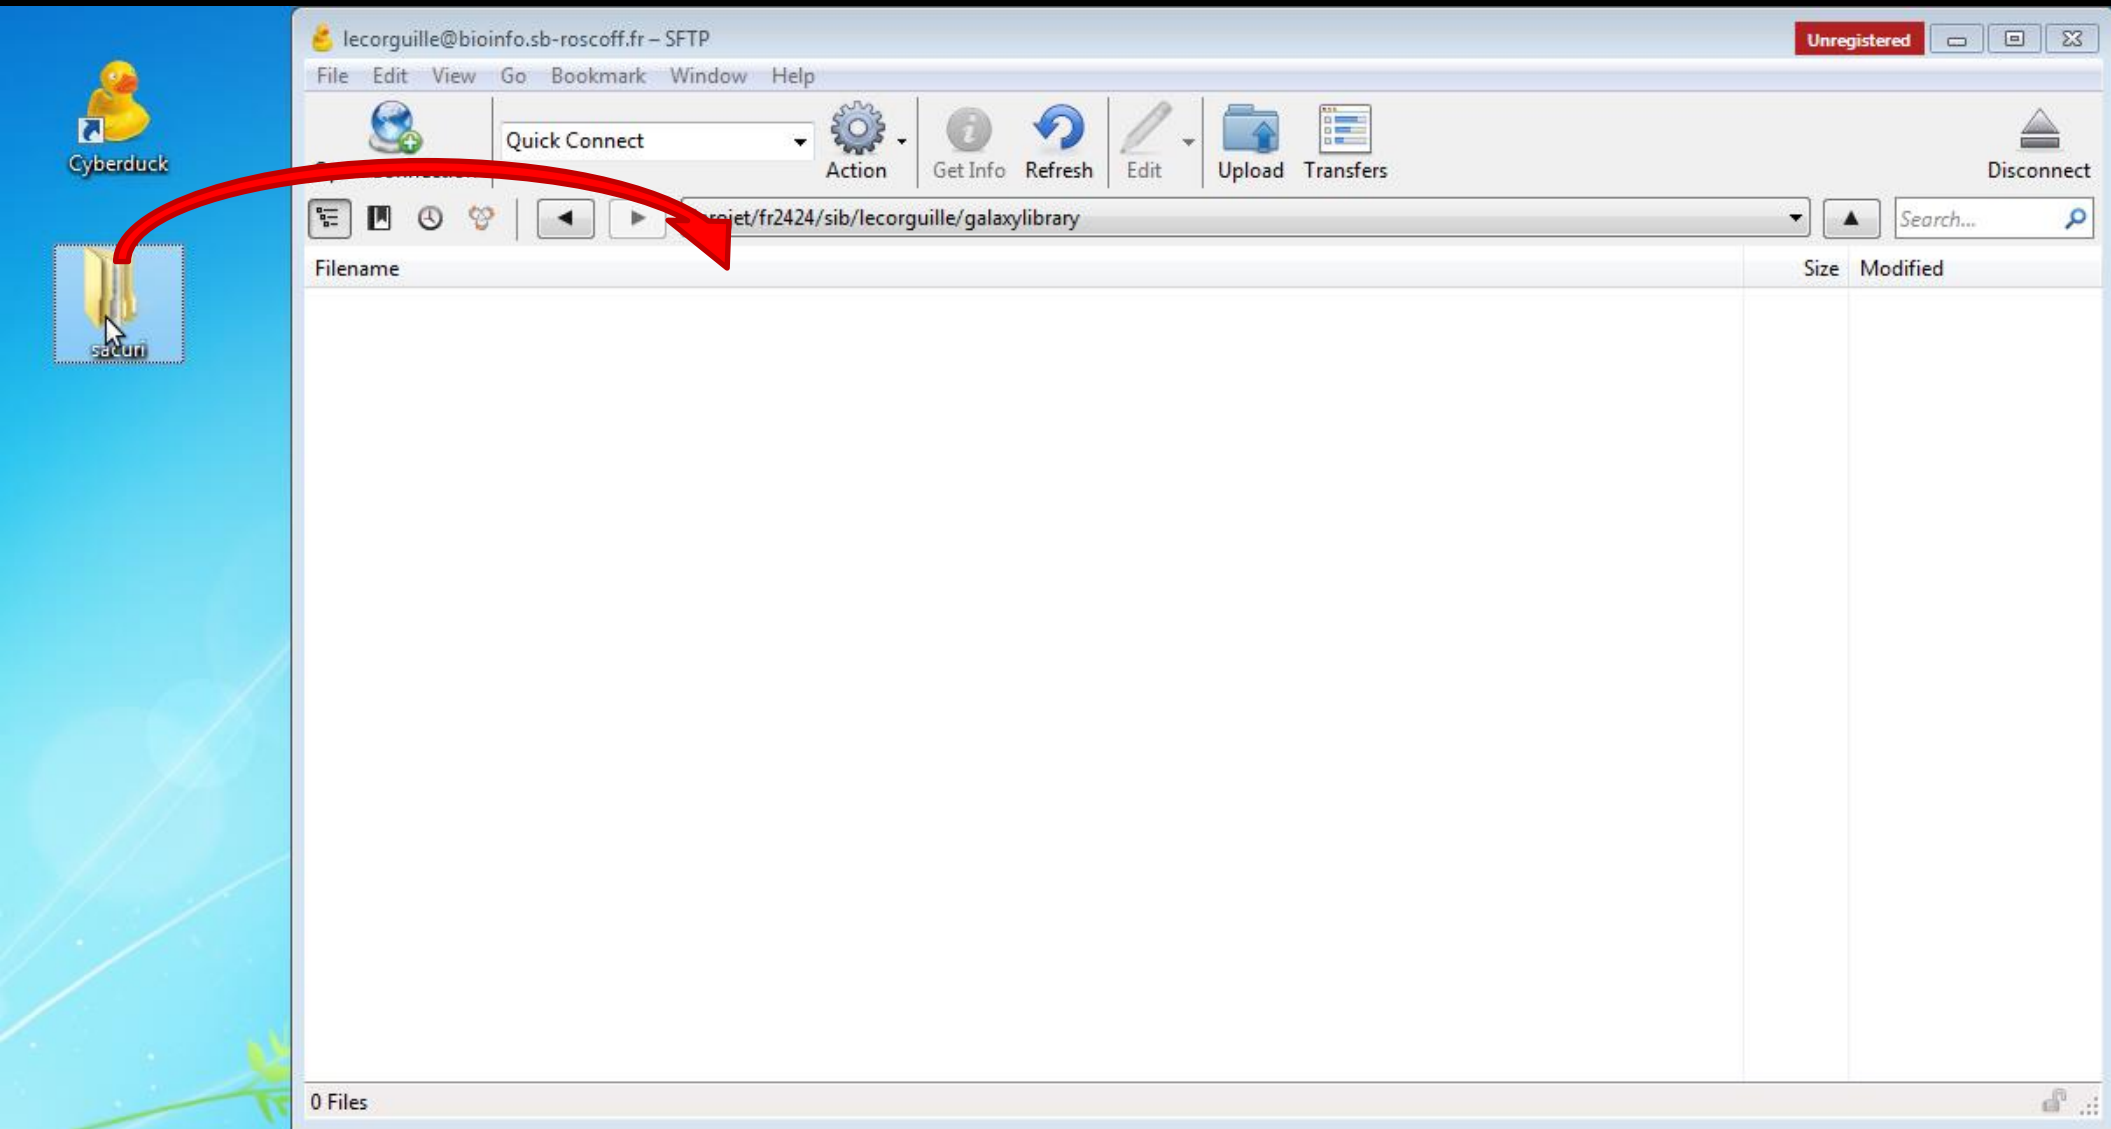 lecorguille@bioinfo.sb-roscoff.fr – SFTP
Unregistered
File Edit View Go Bookmark Window Help
Cyberduck
Quick Connect
Action Get Info Refresh Edit Upload Transfers Disconnect
/fr2424/sib/lecorguille/galaxylibrary
Search...
Filename Size Modified
sacuri
0 Files